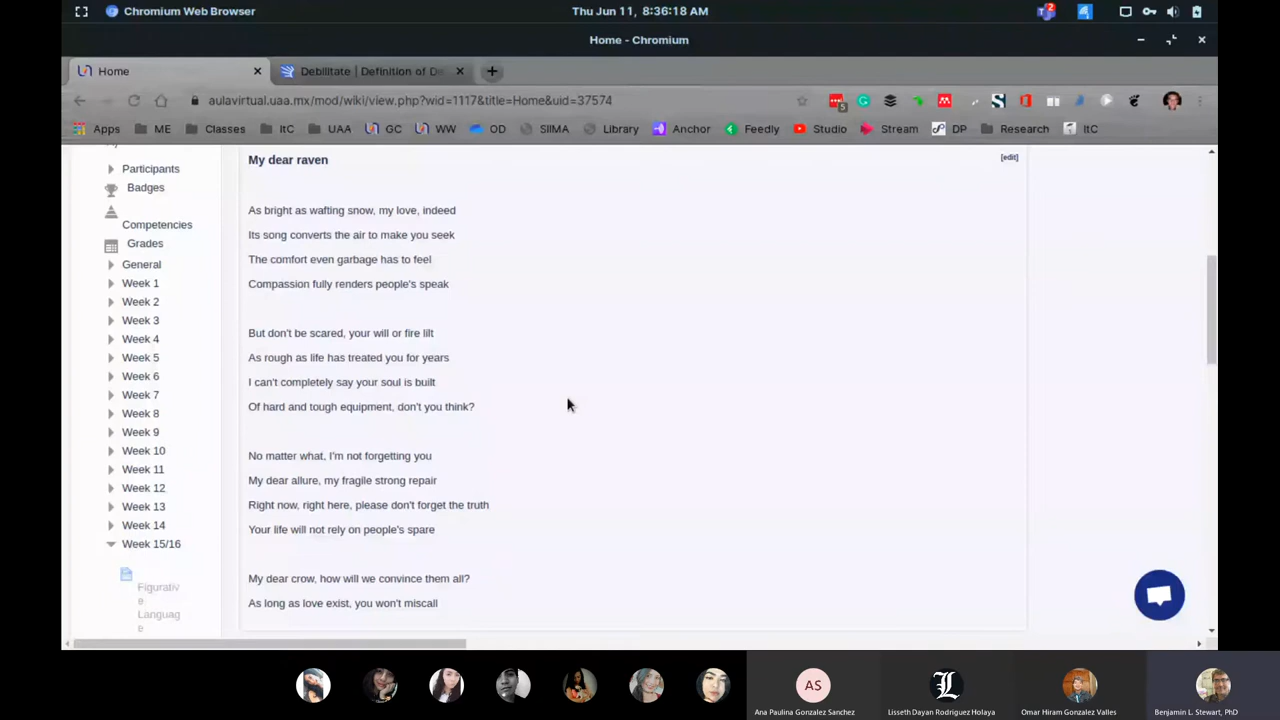 Chromium Web Browser
Thu Jun 11, 8:36:18 AM
2
Home - Chromium
Home
Debilitate | Definition of De
aulavirtual.uaa.mx/mod/wiki/view.php?wid=1117&title=Home&uid=37574
5
Apps ME Classes ItC UAA GC WW OD SIIMA Library Anchor Feedly Studio Stream DP Research ItC
Participants
Badges
Competencies
Grades
General
Week 1
Week 2
Week 3
Week 4
Week 5
Week 6
Week 7
Week 8
Week 9
Week 10
Week 11
Week 12
Week 13
Week 14
Week 15/16
Figurativ
e
Languag
e
My dear raven
[edit]
As bright as wafting snow, my love, indeed
Its song converts the air to make you seek
The comfort even garbage has to feel
Compassion fully renders people's speak
But don't be scared, your will or fire lilt
As rough as life has treated you for years
I can't completely say your soul is built
Of hard and tough equipment, don't you think?
No matter what, I'm not forgetting you
My dear allure, my fragile strong repair
Right now, right here, please don't forget the truth
Your life will not rely on people's spare
My dear crow, how will we convince them all?
As long as love exist, you won't miscall
AS
L
Ana Paulina Gonzalez Sanchez
Lisseth Dayan Rodriguez Holaya
Omar Hiram Gonzalez Valles
Benjamin L. Stewart, PhD